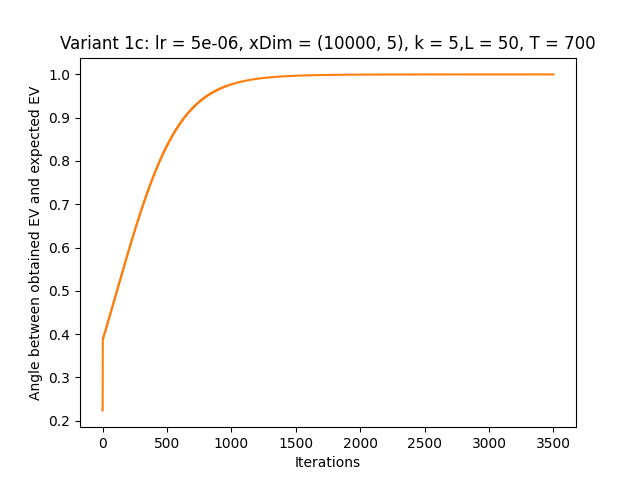 Variant 1c: lr = 5e-06, xDim = (10000, 5), k = 5,L = 50, T = 700
Angle between obtained EV and expected EV
1.0
0.9
0.8
0.7
0.6
0.5
0.4
0.3
0.2
0 500 1000 1500 2000 2500 3000 3500
Iterations